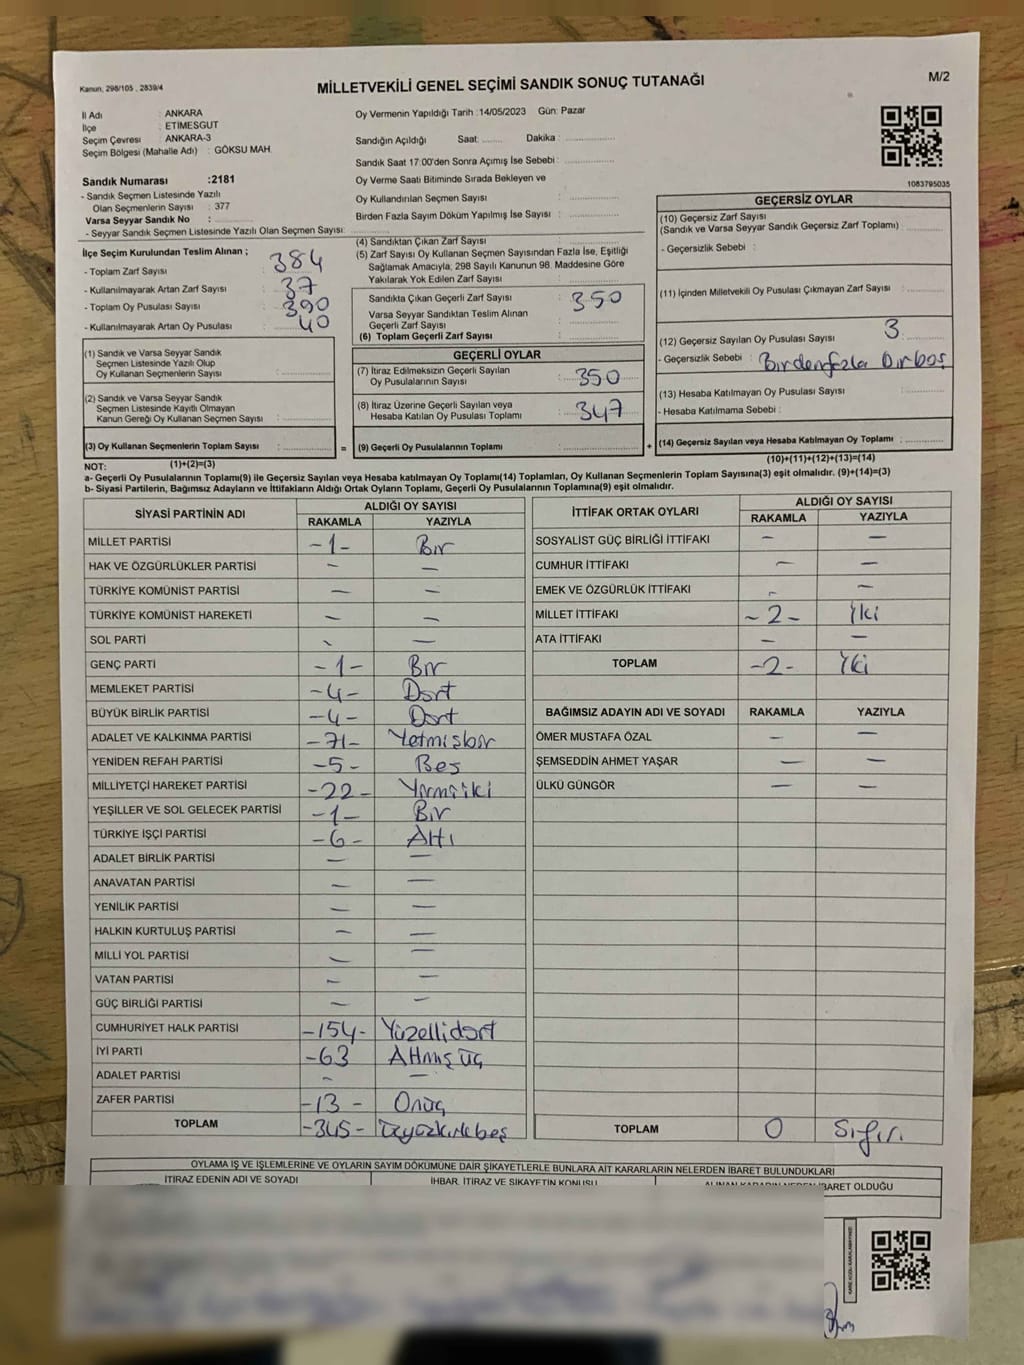 Kanun, 298/105 , 2839/4
MİLLETVEKİLİ GENEL SEÇİMİ SANDIK SONUÇ TUTANAĞI
M/2
İl Adı : ANKARA
İlçe : ETİMESGUT
Seçim Çevresi : ANKARA-3
Seçim Bölgesi (Mahalle Adı) : GÖKSU MAH.
Sandık Numarası :2181
- Sandık Seçmen Listesinde Yazılı
Olan Seçmenlerin Sayısı : 377
Varsa Seyyar Sandık No :
- Seyyar Sandık Seçmen Listesinde Yazılı Olan Seçmen Sayısı:
Oy Vermenin Yapıldığı Tarih :14/05/2023 Gün: Pazar
Sandığın Açıldığı Saat: Dakika :
Sandık Saat 17:00'den Sonra Açımış İse Sebebi :
Oy Verme Saati Bitiminde Sırada Bekleyen ve
Oy Kullandırılan Seçmen Sayısı :
Birden Fazla Sayım Döküm Yapılmış İse Sayısı :
1083795035
İlçe Seçim Kurulundan Teslim Alınan ;
- Toplam Zarf Sayısı : 384
- Kullanılmayarak Artan Zarf Sayısı : 37
- Toplam Oy Pusulası Sayısı : 390
- Kullanılmayarak Artan Oy Pusulası : 40
(1) Sandık ve Varsa Seyyar Sandık
Seçmen Listesinde Yazılı Olup
Oy Kullanan Seçmenlerin Sayısı :
(2) Sandık ve Varsa Seyyar Sandık
Seçmen Listesinde Kayıtlı Olmayan
Kanun Gereği Oy Kullanan Seçmen Sayısı :
(3) Oy Kullanan Seçmenlerin Toplam Sayısı : =
(4) Sandıktan Çıkan Zarf Sayısı :
(5) Zarf Sayısı Oy Kullanan Seçmen Sayısından Fazla İse, Eşitliği
Sağlamak Amacıyla, 298 Sayılı Kanunun 98. Maddesine Göre
Yakılarak Yok Edilen Zarf Sayısı :
Sandıkta Çıkan Geçerli Zarf Sayısı : 350
Varsa Seyyar Sandıktan Teslim Alınan
Geçerli Zarf Sayısı :
(6) Toplam Geçerli Zarf Sayısı :
GEÇERLİ OYLAR
(7) İtiraz Edilmeksizin Geçerli Sayılan
Oy Pusulalarının Sayısı : 350
(8) İtiraz Üzerine Geçerli Sayılan veya
Hesaba Katılan Oy Pusulası Toplamı : 347
(9) Geçerli Oy Pusulalarının Toplamı : +
GEÇERSİZ OYLAR
(10) Geçersiz Zarf Sayısı
(Sandık ve Varsa Seyyar Sandık Geçersiz Zarf Toplamı) :
- Geçersizlik Sebebi :
(11) İçinden Milletvekili Oy Pusulası Çıkmayan Zarf Sayısı :
(12) Geçersiz Sayılan Oy Pusulası Sayısı : 3
- Geçersizlik Sebebi : Birdenfazla
(13) Hesaba Katılmayan Oy Pusulası Sayısı :
- Hesaba Katılmama Sebebi :
(14) Geçersiz Sayılan veya Hesaba Katılmayan Oy Toplamı :
NOT: (1)+(2)=(3)
(10)+(11)+(12)+(13)=(14)
a- Geçerli Oy Pusulalarının Toplamı(9) ile Geçersiz Sayılan veya Hesaba katılmayan Oy Toplamı(14) Toplamları, Oy Kullanan Seçmenlerin Toplam Sayısına(3) eşit olmalıdır. (9)+(14)=(3)
b- Siyasi Partilerin, Bağımsız Adayların ve İttifakların Aldığı Ortak Oyların Toplamı, Geçerli Oy Pusulalarının Toplamına(9) eşit olmalıdır.
SİYASİ PARTİNİN ADI ALDIĞI OY SAYISI
RAKAMLA YAZIYLA
MİLLET PARTİSİ -1- Bir
HAK VE ÖZGÜRLÜKLER PARTİSİ - -
TÜRKİYE KOMÜNİST PARTİSİ - -
TÜRKİYE KOMÜNİST HAREKETİ - -
SOL PARTİ - -
GENÇ PARTİ -1- Bir
MEMLEKET PARTİSİ -4- Dört
BÜYÜK BİRLİK PARTİSİ -4- Dört
ADALET VE KALKINMA PARTİSİ -71- Yetmişbir
YENİDEN REFAH PARTİSİ -5- Beş
MİLLİYETÇİ HAREKET PARTİSİ -22- Yirmiiki
YEŞİLLER VE SOL GELECEK PARTİSİ -1- Bir
TÜRKİYE İŞÇİ PARTİSİ -6- Altı
ADALET BİRLİK PARTİSİ - -
ANAVATAN PARTİSİ - -
YENİLİK PARTİSİ - -
HALKIN KURTULUŞ PARTİSİ - -
MİLLİ YOL PARTİSİ - -
VATAN PARTİSİ - -
GÜÇ BİRLİĞİ PARTİSİ - -
CUMHURİYET HALK PARTİSİ -154- Yüzellidört
İYİ PARTİ -63 Altmışüç
ADALET PARTİSİ - -
ZAFER PARTİSİ -13- Onüç
TOPLAM -345- Üçyüzkırkbeş
İTTİFAK ORTAK OYLARI ALDIĞI OY SAYISI
RAKAMLA YAZIYLA
SOSYALİST GÜÇ BİRLİĞİ İTTİFAKI - -
CUMHUR İTTİFAKI - -
EMEK VE ÖZGÜRLÜK İTTİFAKI - -
MİLLET İTTİFAKI -2- İki
ATA İTTİFAKI - -
TOPLAM -2- İki
BAĞIMSIZ ADAYIN ADI VE SOYADI RAKAMLA YAZIYLA
ÖMER MUSTAFA ÖZAL - -
ŞEMSEDDİN AHMET YAŞAR - -
ÜLKÜ GÜNGÖR - -
TOPLAM 0 Sıfır
OYLAMA İŞ VE İŞLEMLERİNE VE OYLARIN SAYIM DÖKÜMÜNE DAİR ŞİKAYETLERLE BUNLARA AİT KARARLARIN NELERDEN İBARET BULUNDUKLARI
İTİRAZ EDENİN ADI VE SOYADI İHBAR, İTİRAZ VE ŞİKAYETİN KONUSU ALINAN KARARIN NEDEN İBARET OLDUĞU